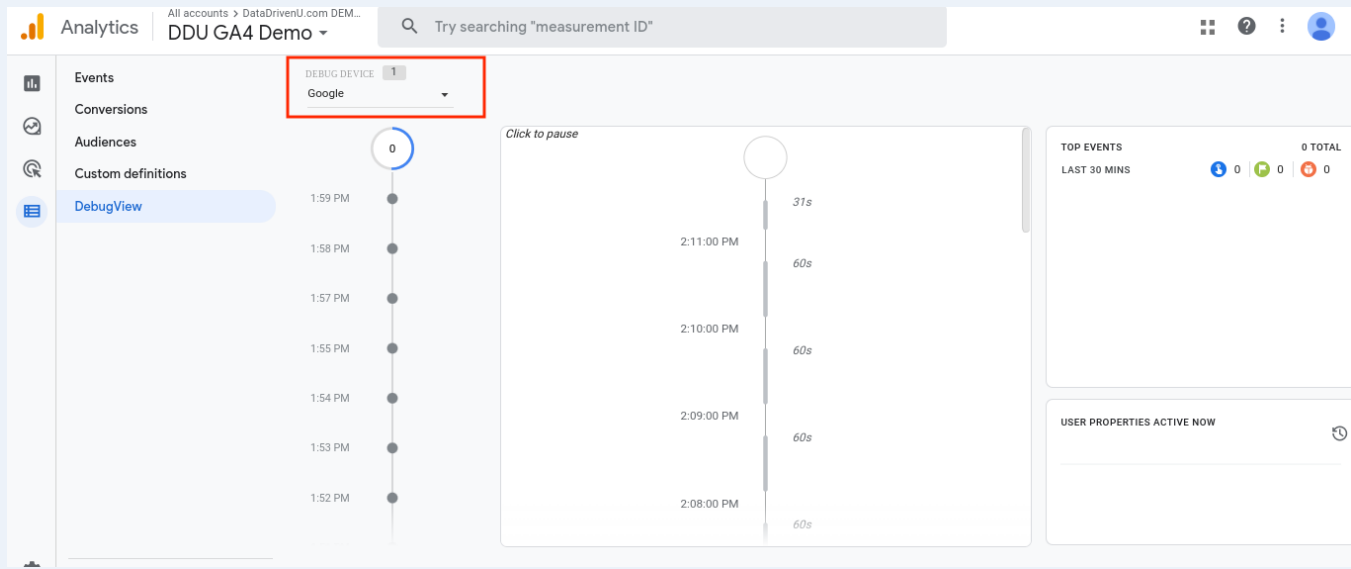 Analytics
All accounts > DataDrivenU.com DEM...
DDU GA4 Demo
Try searching "measurement ID"
Events
Conversions
Audiences
Custom definitions
DebugView
DEBUG DEVICE 1
Google
0
1:59 PM
1:58 PM
1:57 PM
1:55 PM
1:54 PM
1:53 PM
1:52 PM
Click to pause
31s
2:11:00 PM
60s
2:10:00 PM
60s
2:09:00 PM
60s
2:08:00 PM
60s
TOP EVENTS 0 TOTAL
LAST 30 MINS 0 0 0
USER PROPERTIES ACTIVE NOW